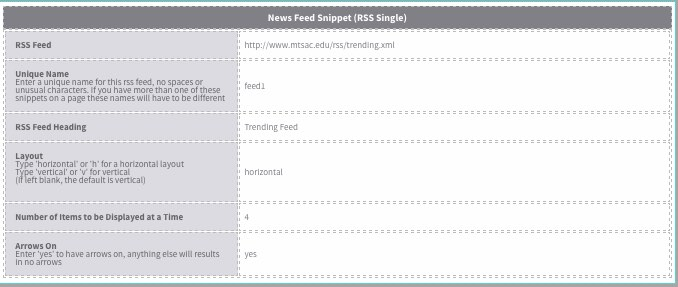 News Feed Snippet (RSS Single)
RSS Feed
http://www.mtsac.edu/rss/trending.xml
Unique Name
Enter a unique name for this rss feed, no spaces or
unusual characters. If you have more than one of these
snippets on a page these names will have to be different
feed1
RSS Feed Heading
Trending Feed
Layout
Type 'horizontal' or 'h' for a horizontal layout
Type 'vertical' or 'v' for vertical
(if left blank, the default is vertical)
horizontal
Number of Items to be Displayed at a Time
4
Arrows On
Enter 'yes' to have arrows on, anything else will results
in no arrows
yes